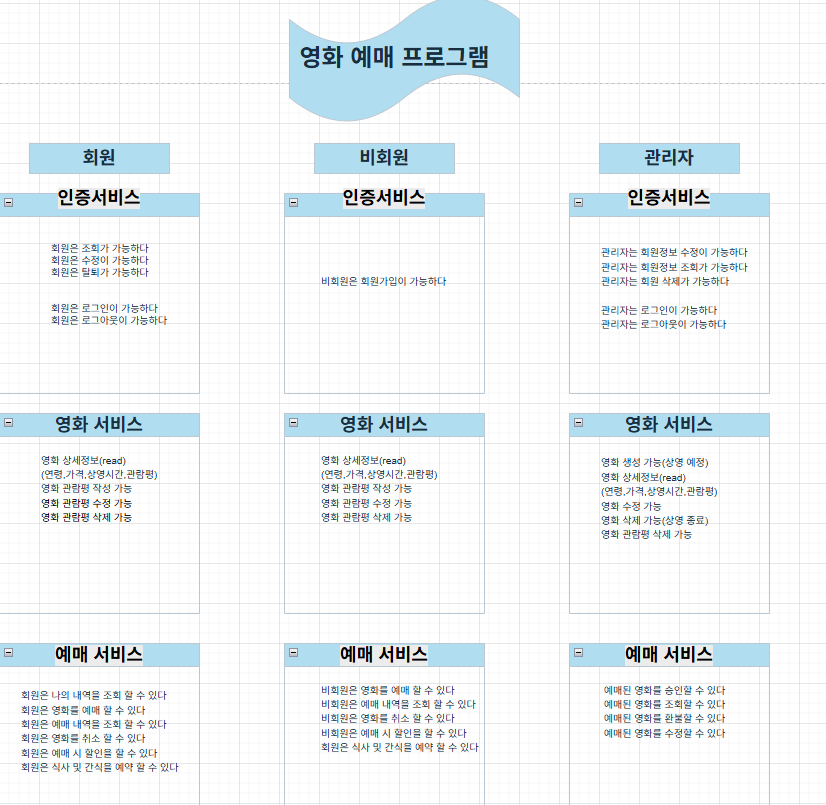 영화 예매 프로그램
회원
인증서비스
회원은 조회가 가능하다
회원은 수정이 가능하다
회원은 탈퇴가 가능하다
회원은 로그인이 가능하다
회원은 로그아웃이 가능하다
영화 서비스
영화 상세정보(read)
(연령,가격,상영시간,관람평)
영화 관람평 작성 가능
영화 관람평 수정 가능
영화 관람평 삭제 가능
예매 서비스
회원은 나의 내역을 조회 할 수 있다
회원은 영화를 예매 할 수 있다
회원은 예매 내역을 조회 할 수 있다
회원은 영화를 취소 할 수 있다
회원은 예매 시 할인을 할 수 있다
회원은 식사 및 간식을 예약 할 수 있다
비회원
인증서비스
비회원은 회원가입이 가능하다
영화 서비스
영화 상세정보(read)
(연령,가격,상영시간,관람평)
영화 관람평 작성 가능
영화 관람평 수정 가능
영화 관람평 삭제 가능
예매 서비스
비회원은 영화를 예매 할 수 있다
비회원은 예매 내역을 조회 할 수 있다
비회원은 영화를 취소 할 수 있다
비회원은 예매 시 할인을 할 수 있다
회원은 식사 및 간식을 예약 할 수 있다
관리자
인증서비스
관리자는 회원정보 수정이 가능하다
관리자는 회원정보 조회가 가능하다
관리자는 회원 삭제가 가능하다
관리자는 로그인이 가능하다
관리자는 로그아웃이 가능하다
영화 서비스
영화 생성 가능(상영 예정)
영화 상세정보(read)
(연령,가격,상영시간,관람평)
영화 수정 가능
영화 삭제 가능(상영 종료)
영화 관람평 삭제 가능
예매 서비스
예매된 영화를 승인할 수 있다
예매된 영화를 조회할 수 있다
예매된 영화를 환불할 수 있다
예매된 영화를 수정할 수 있다